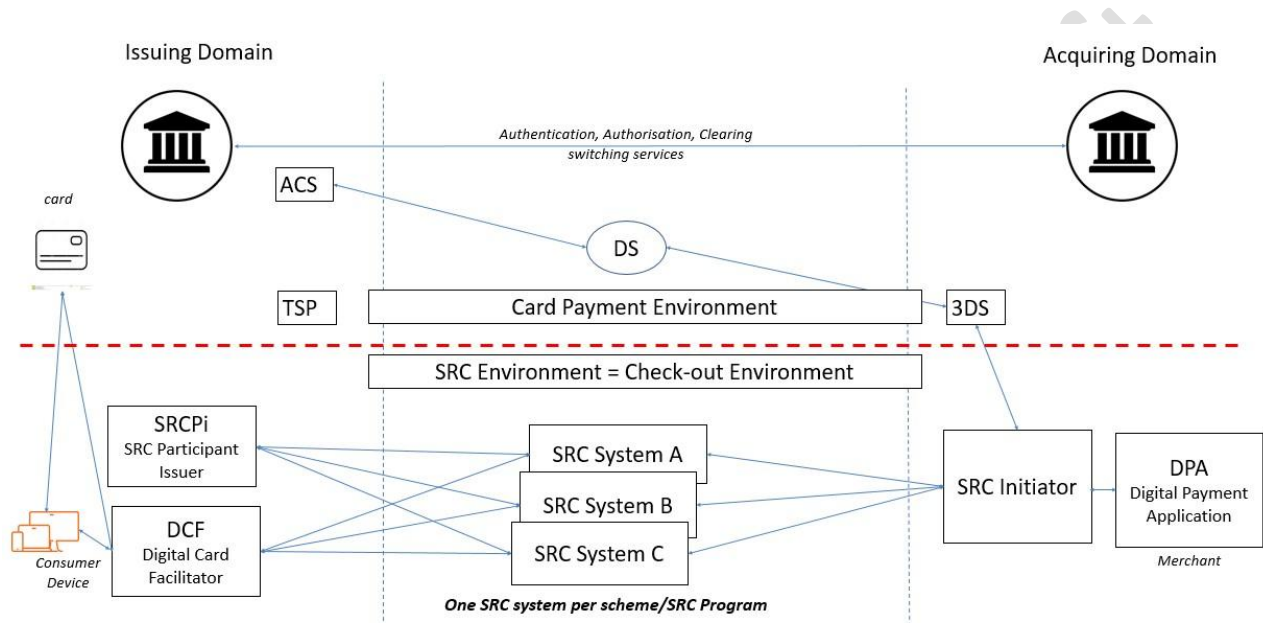 Issuing Domain
Acquiring Domain
Authentication, Authorisation, Clearing
switching services
ACS
card
DS
TSP
Card Payment Environment
3DS
SRC Environment = Check-out Environment
SRCPi
SRC Participant
Issuer
SRC System A
SRC System B
SRC System C
SRC Initiator
DPA
Digital Payment
Application
DCF
Digital Card
Facilitator
Consumer
Device
Merchant
One SRC system per scheme/SRC Program